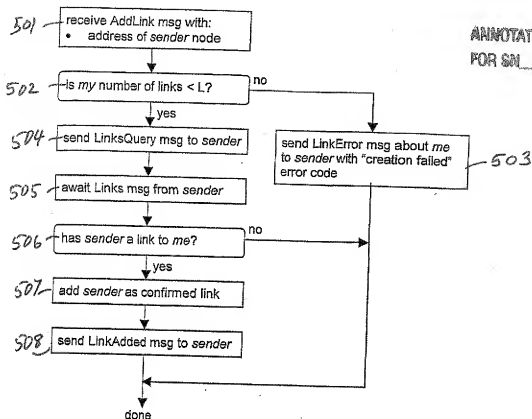 501
receive AddLink msg with:
• address of sender node
ANNOTAT
FOR SN
502
is my number of links < L?
no
yes
504
send LinksQuery msg to sender
send LinkError msg about me
to sender with "creation failed"
error code
503
505
await Links msg from sender
506
has sender a link to me?
no
yes
507
add sender as confirmed link
508
send LinkAdded msg to sender
done